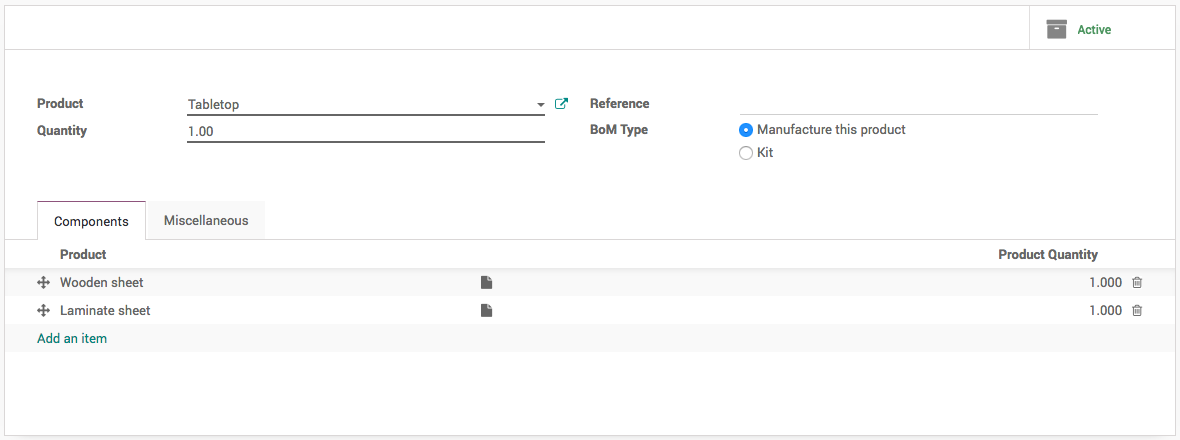 Active
Product Tabletop Reference
Quantity 1.00 BoM Type Manufacture this product
Kit
Components Miscellaneous
Product Product Quantity
Wooden sheet 1.000
Laminate sheet 1.000
Add an item